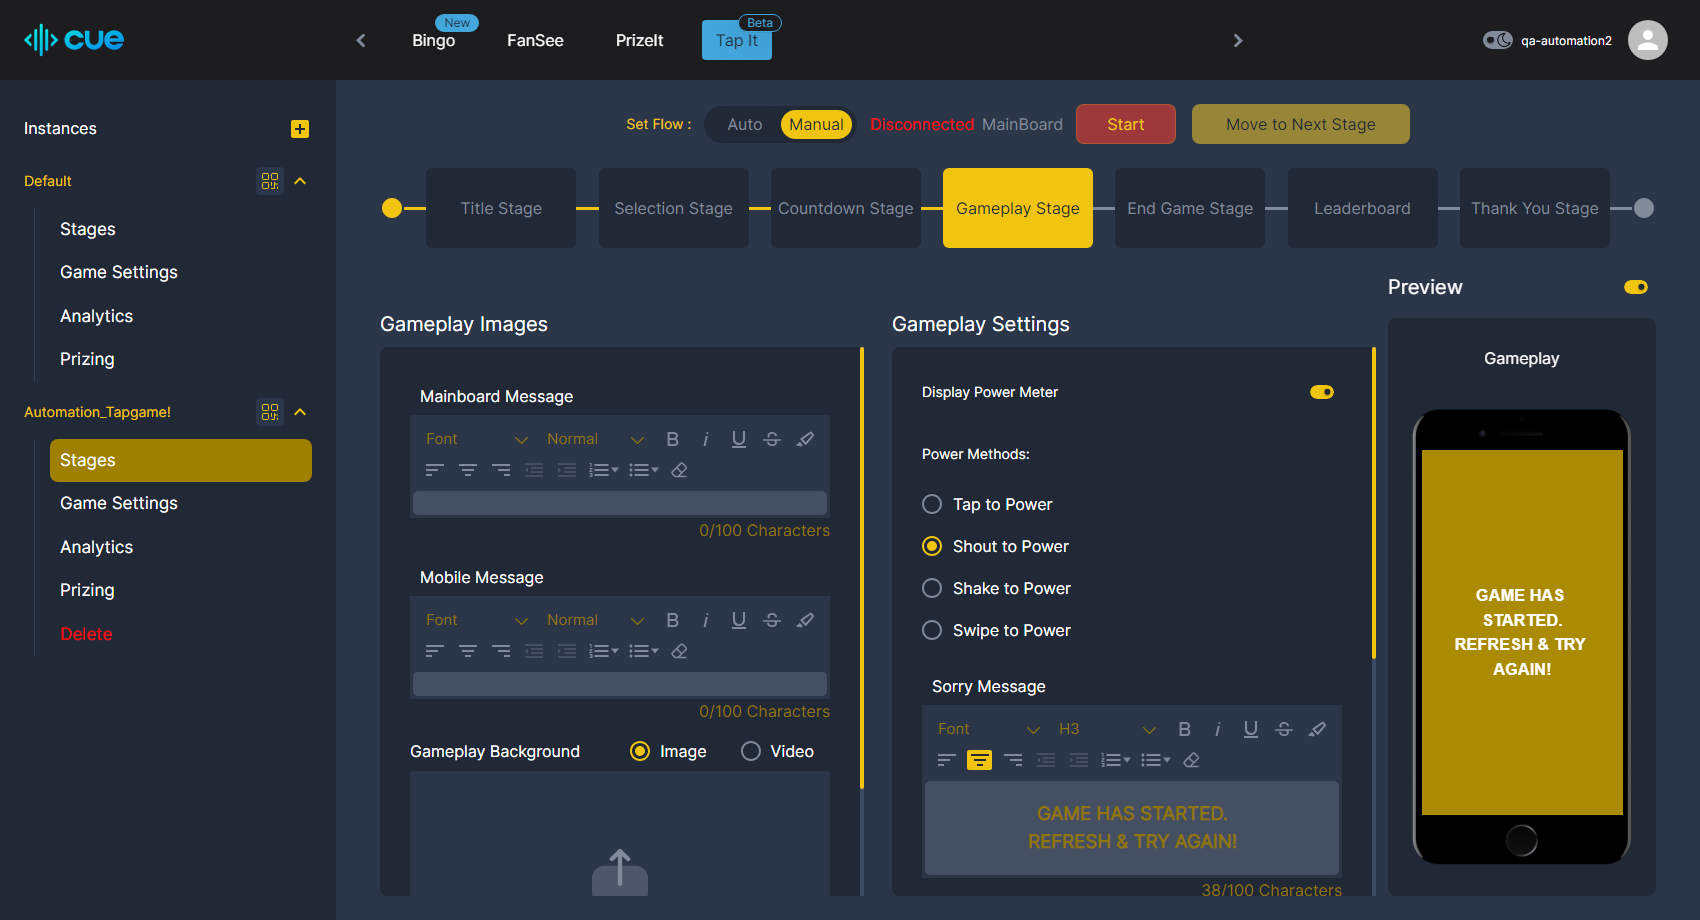 cue
New
Bingo
FanSee
PrizeIt
Beta
Tap It
qa-automation2
Instances
Default
Stages
Game Settings
Analytics
Prizing
Automation_Tapgame!
Stages
Game Settings
Analytics
Prizing
Delete
Set Flow :
Auto
Manual
Disconnected MainBoard
Start
Move to Next Stage
Title Stage
Selection Stage
Countdown Stage
Gameplay Stage
End Game Stage
Leaderboard
Thank You Stage
Gameplay Images
Mainboard Message
Font
Normal
B
i
U
S
0/100 Characters
Mobile Message
Font
Normal
B
i
U
S
0/100 Characters
Gameplay Background
Image
Video
Gameplay Settings
Display Power Meter
Power Methods:
Tap to Power
Shout to Power
Shake to Power
Swipe to Power
Sorry Message
Font
H3
B
i
U
S
GAME HAS STARTED.
REFRESH & TRY AGAIN!
38/100 Characters
Preview
Gameplay
GAME HAS
STARTED.
REFRESH & TRY
AGAIN!